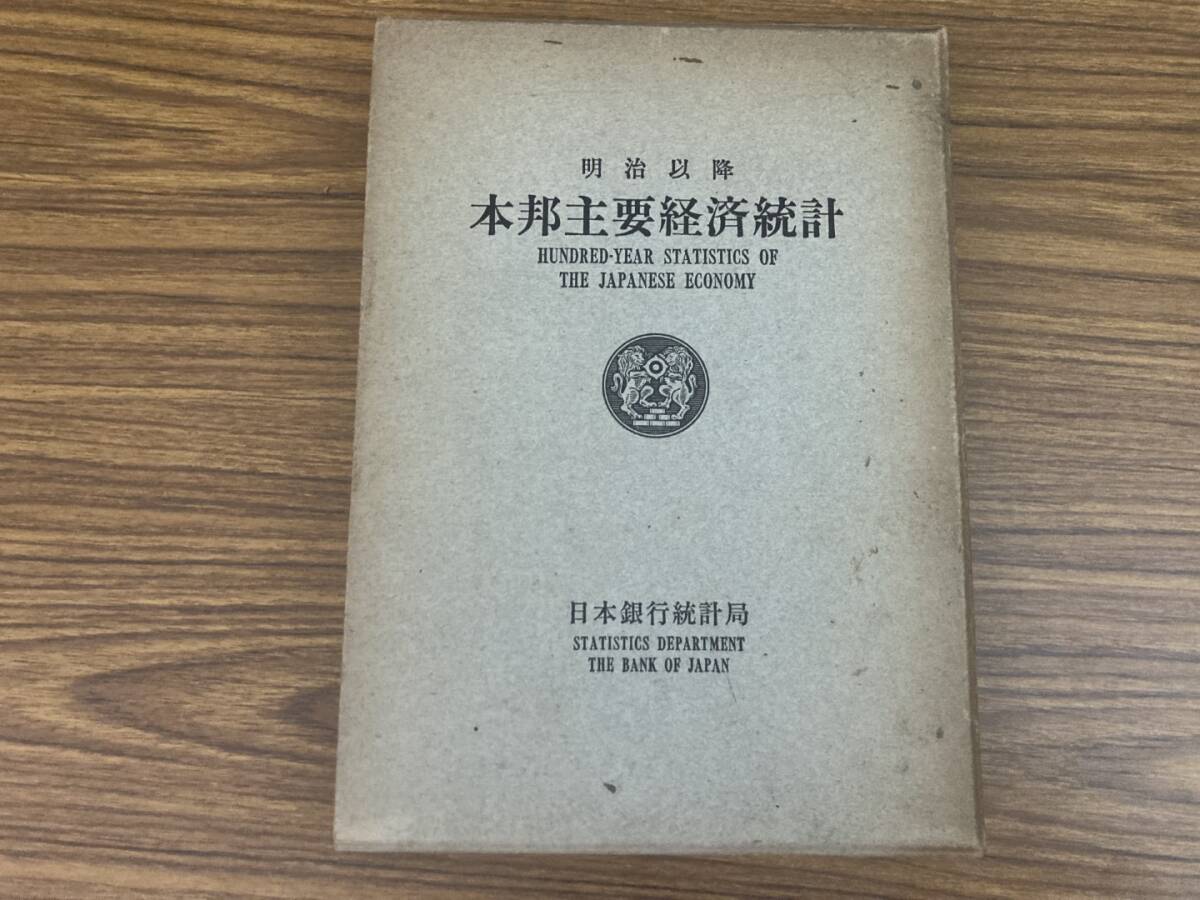 明治以降
本邦主要経済統計
HUNDRED-YEAR STATISTICS OF
THE JAPANESE ECONOMY
日本銀行統計局
STATISTICS DEPARTMENT
THE BANK OF JAPAN